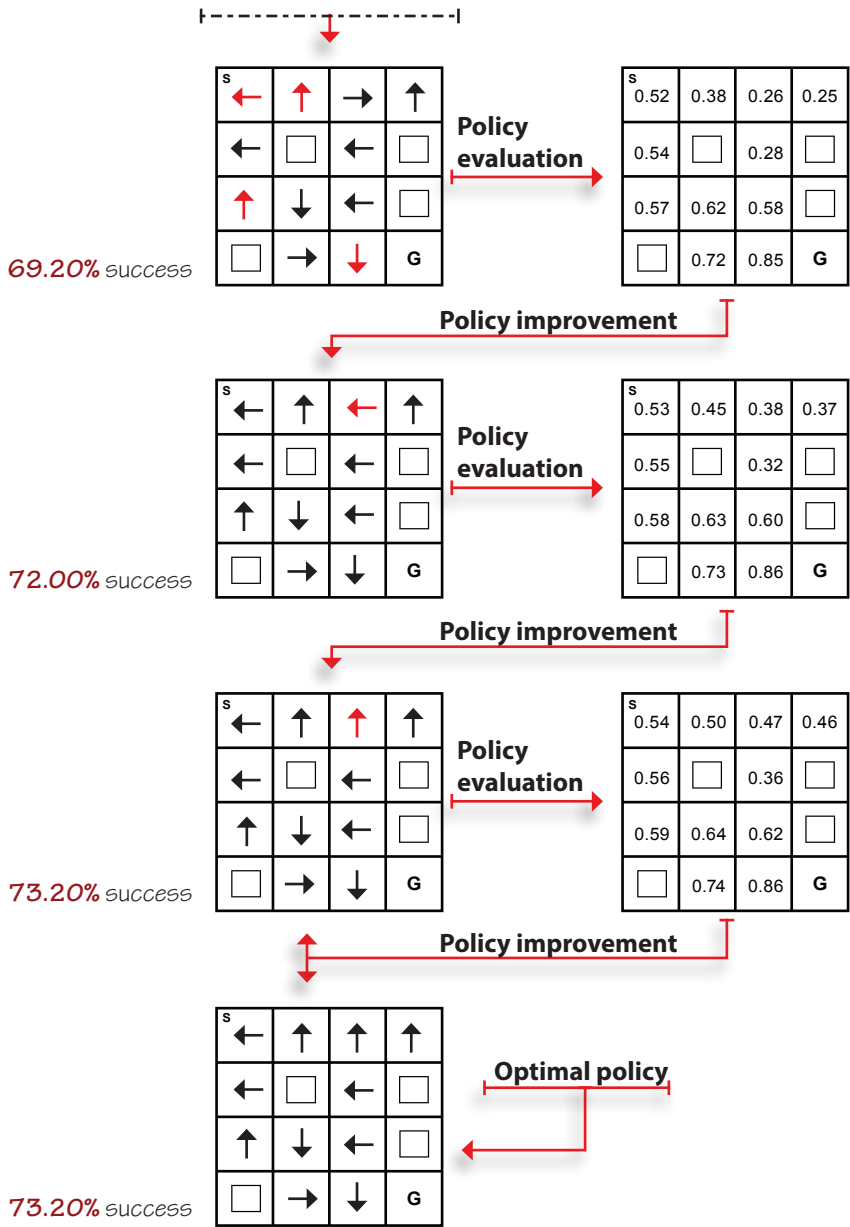 S
Policy
evaluation
S
0.52 0.38 0.26 0.25
0.54 0.28
0.57 0.62 0.58
0.72 0.85 G
69.20% success
G
Policy improvement
S
Policy
evaluation
S
0.53 0.45 0.38 0.37
0.55 0.32
0.58 0.63 0.60
0.73 0.86 G
72.00% success
G
Policy improvement
S
Policy
evaluation
S
0.54 0.50 0.47 0.46
0.56 0.36
0.59 0.64 0.62
0.74 0.86 G
73.20% success
G
Policy improvement
S
Optimal policy
73.20% success
G